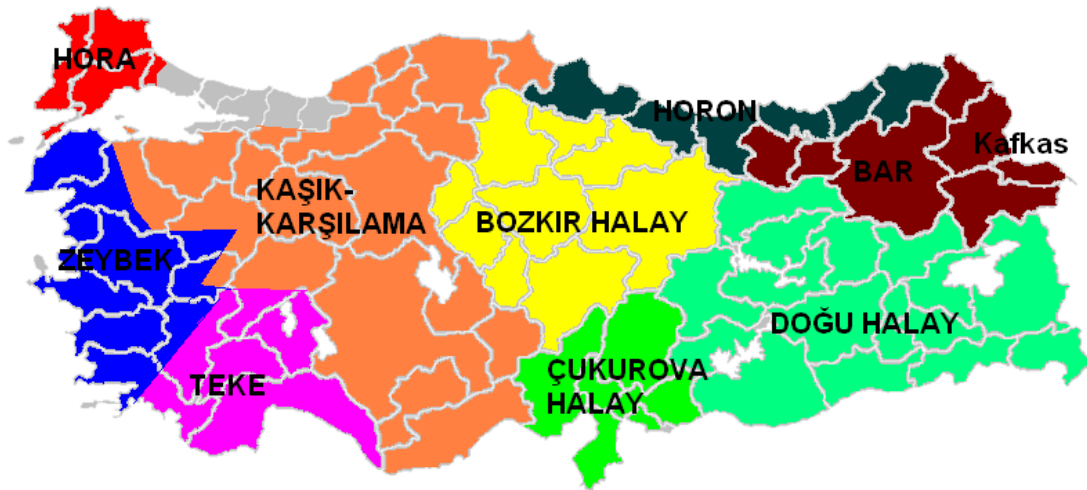 HORA
HORON
Kafkas
BAR
KAŞIK-
KARŞILAMA
BOZKIR HALAY
ZEYBEK
DOĞU HALAY
ÇUKUROVA
HALAY
TEKE